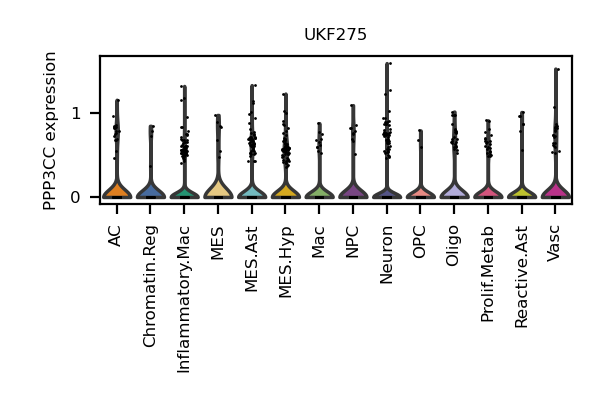 UKF275
PPP3CC expression
1
0
AC
Chromatin.Reg
Inflammatory.Mac
MES
MES.Ast
MES.Hyp
Mac
NPC
Neuron
OPC
Oligo
Prolif.Metab
Reactive.Ast
Vasc